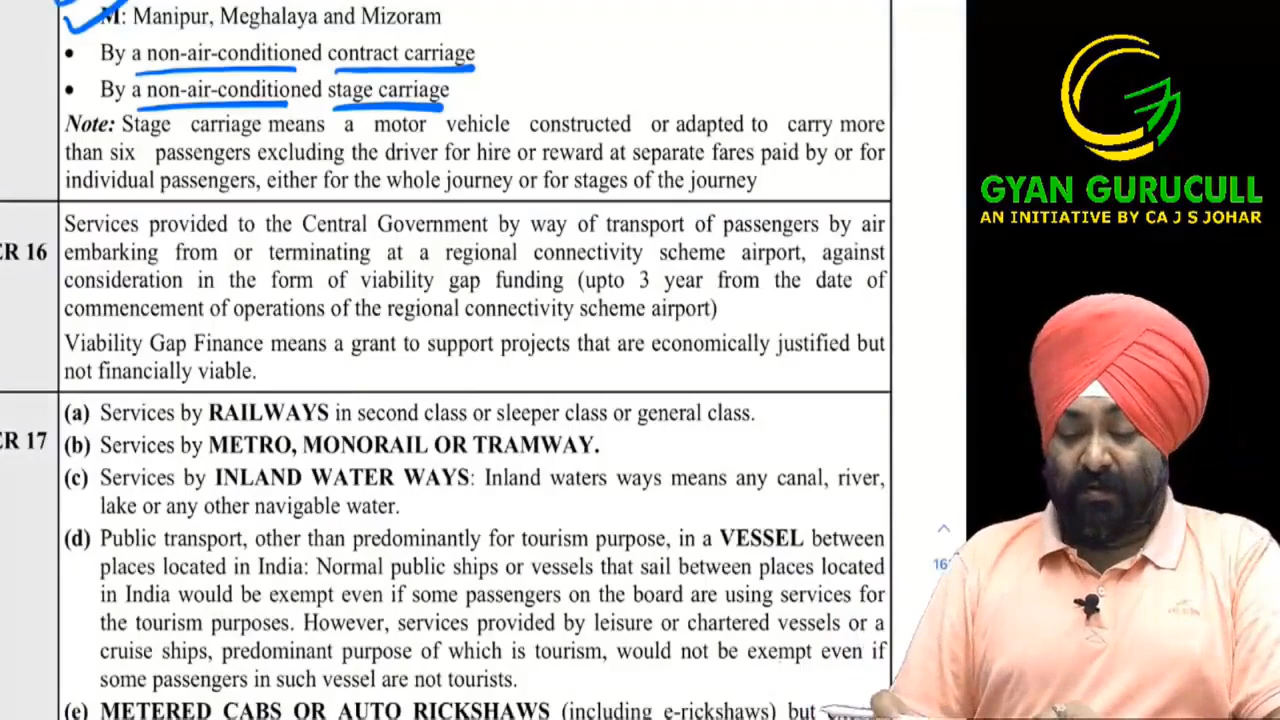 M: Manipur, Meghalaya and Mizoram
• By a non-air-conditioned contract carriage
• By a non-air-conditioned stage carriage
Note: Stage carriage means a motor vehicle constructed or adapted to carry more
than six passengers excluding the driver for hire or reward at separate fares paid by or for
individual passengers, either for the whole journey or for stages of the journey
ER 16
Services provided to the Central Government by way of transport of passengers by air
embarking from or terminating at a regional connectivity scheme airport, against
consideration in the form of viability gap funding (upto 3 year from the date of
commencement of operations of the regional connectivity scheme airport)
Viability Gap Finance means a grant to support projects that are economically justified but
not financially viable.
ER 17
(a) Services by RAILWAYS in second class or sleeper class or general class.
(b) Services by METRO, MONORAIL OR TRAMWAY.
(c) Services by INLAND WATER WAYS: Inland waters ways means any canal, river,
lake or any other navigable water.
(d) Public transport, other than predominantly for tourism purpose, in a VESSEL between
places located in India: Normal public ships or vessels that sail between places located
in India would be exempt even if some passengers on the board are using services for
the tourism purposes. However, services provided by leisure or chartered vessels or a
cruise ships, predominant purpose of which is tourism, would not be exempt even if
some passengers in such vessel are not tourists.
(e) METERED CABS OR AUTO RICKSHAWS (including e-rickshaws) but
GYAN GURUCULL
AN INITIATIVE BY CA J S JOHAR